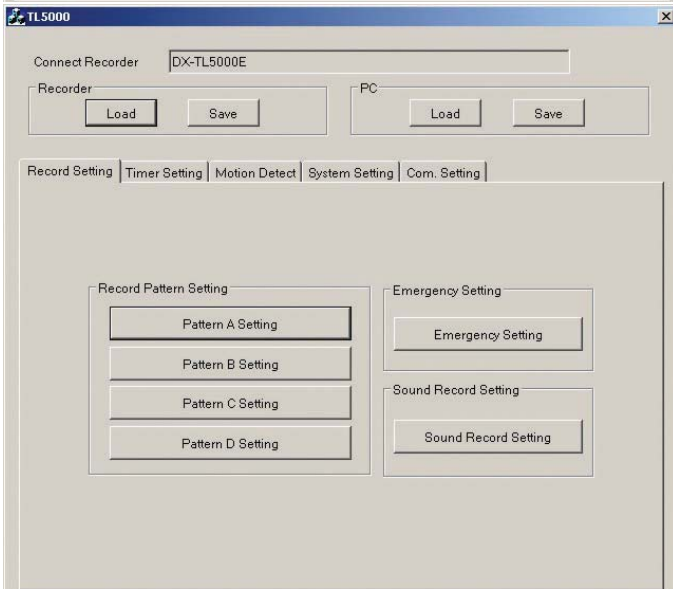 TL5000
Connect Recorder DX-TL5000E
Recorder PC
Load Save Load Save
Record Setting Timer Setting Motion Detect System Setting Com. Setting
Record Pattern Setting
Pattern A Setting
Pattern B Setting
Pattern C Setting
Pattern D Setting
Emergency Setting
Emergency Setting
Sound Record Setting
Sound Record Setting